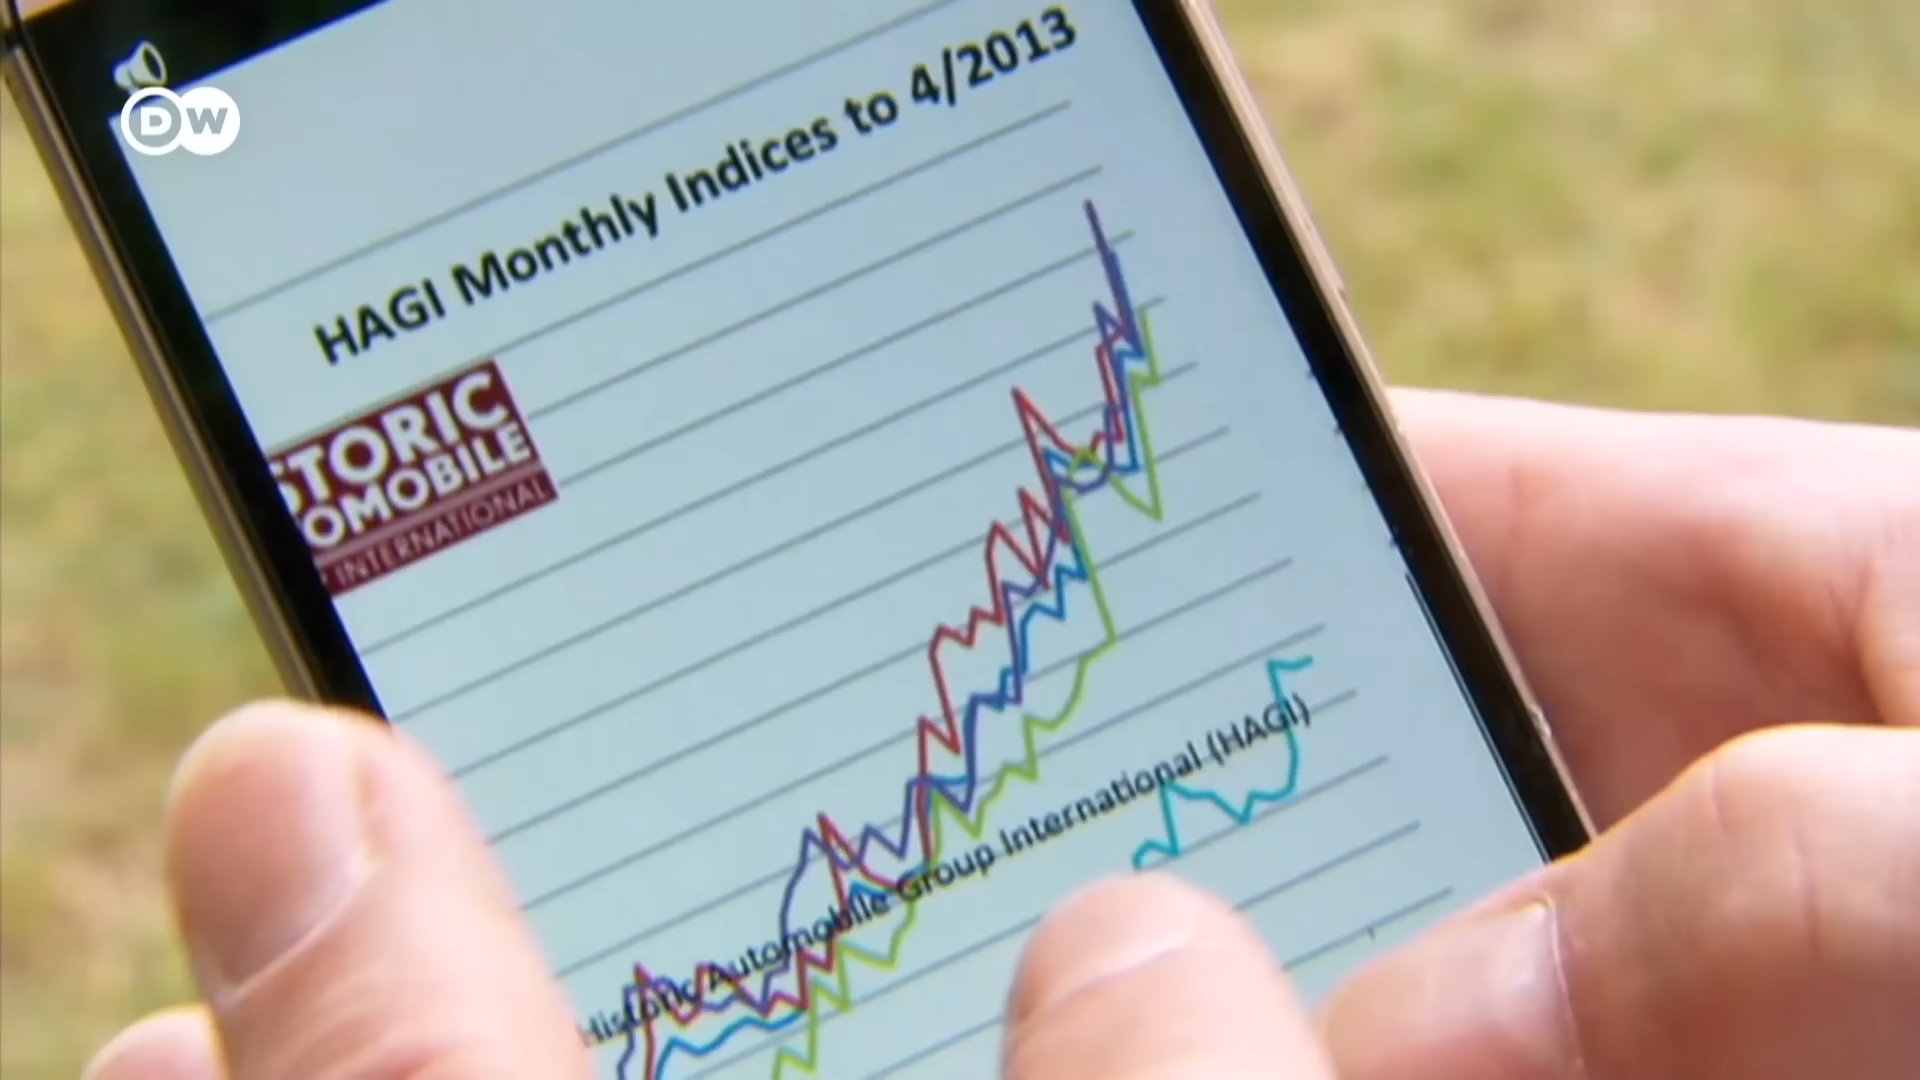 DW
HAGI Monthly Indices to 4/2013
STORIC
OMOBILE
INTERNATIONAL
Historic Automobile Group International (HAGI)